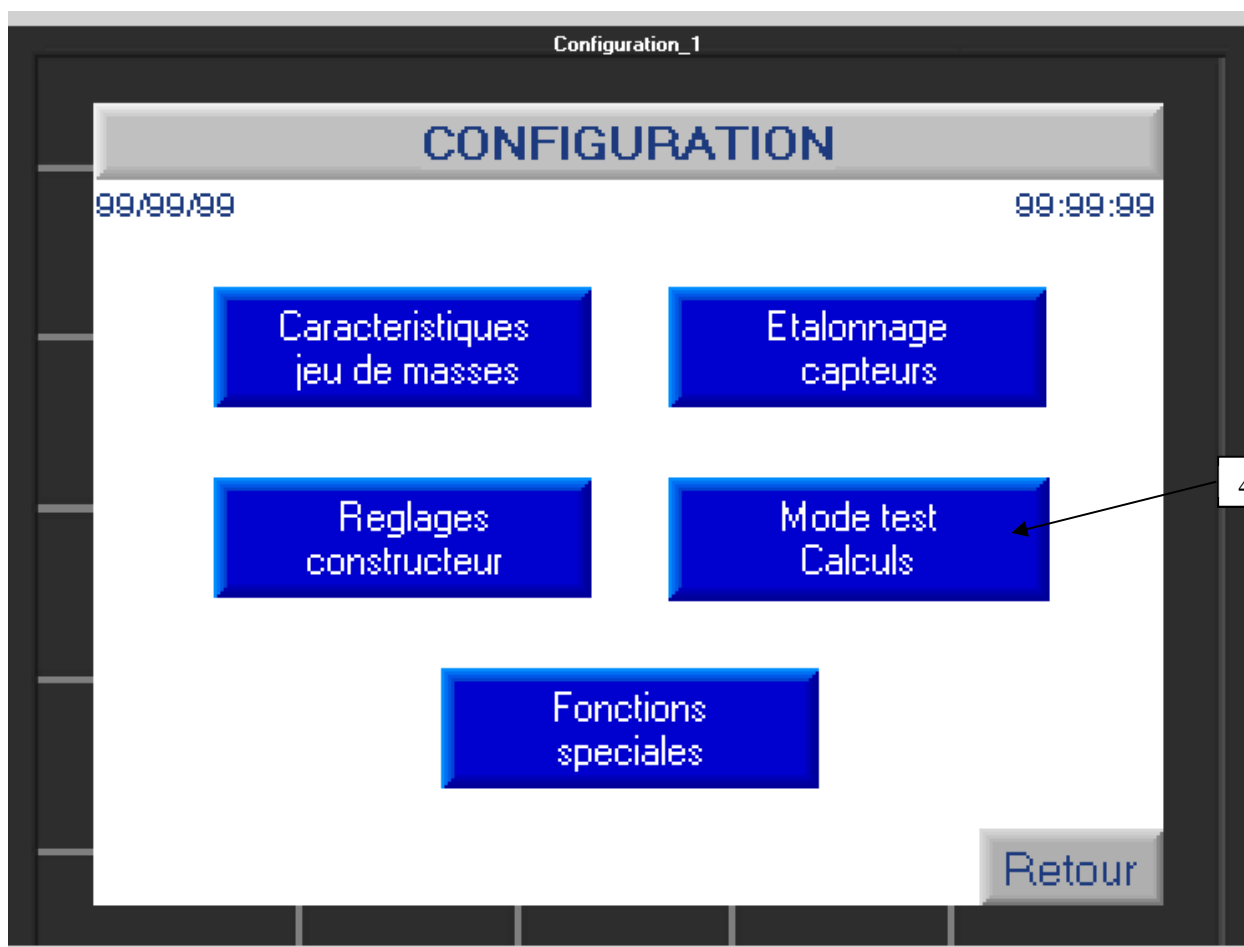 Configuration_1
CONFIGURATION
99/99/99
99:99:99
Caracteristiques
jeu de masses
Etalonnage
capteurs
Reglages
constructeur
Mode test
Calculs
4
Fonctions
speciales
Retour